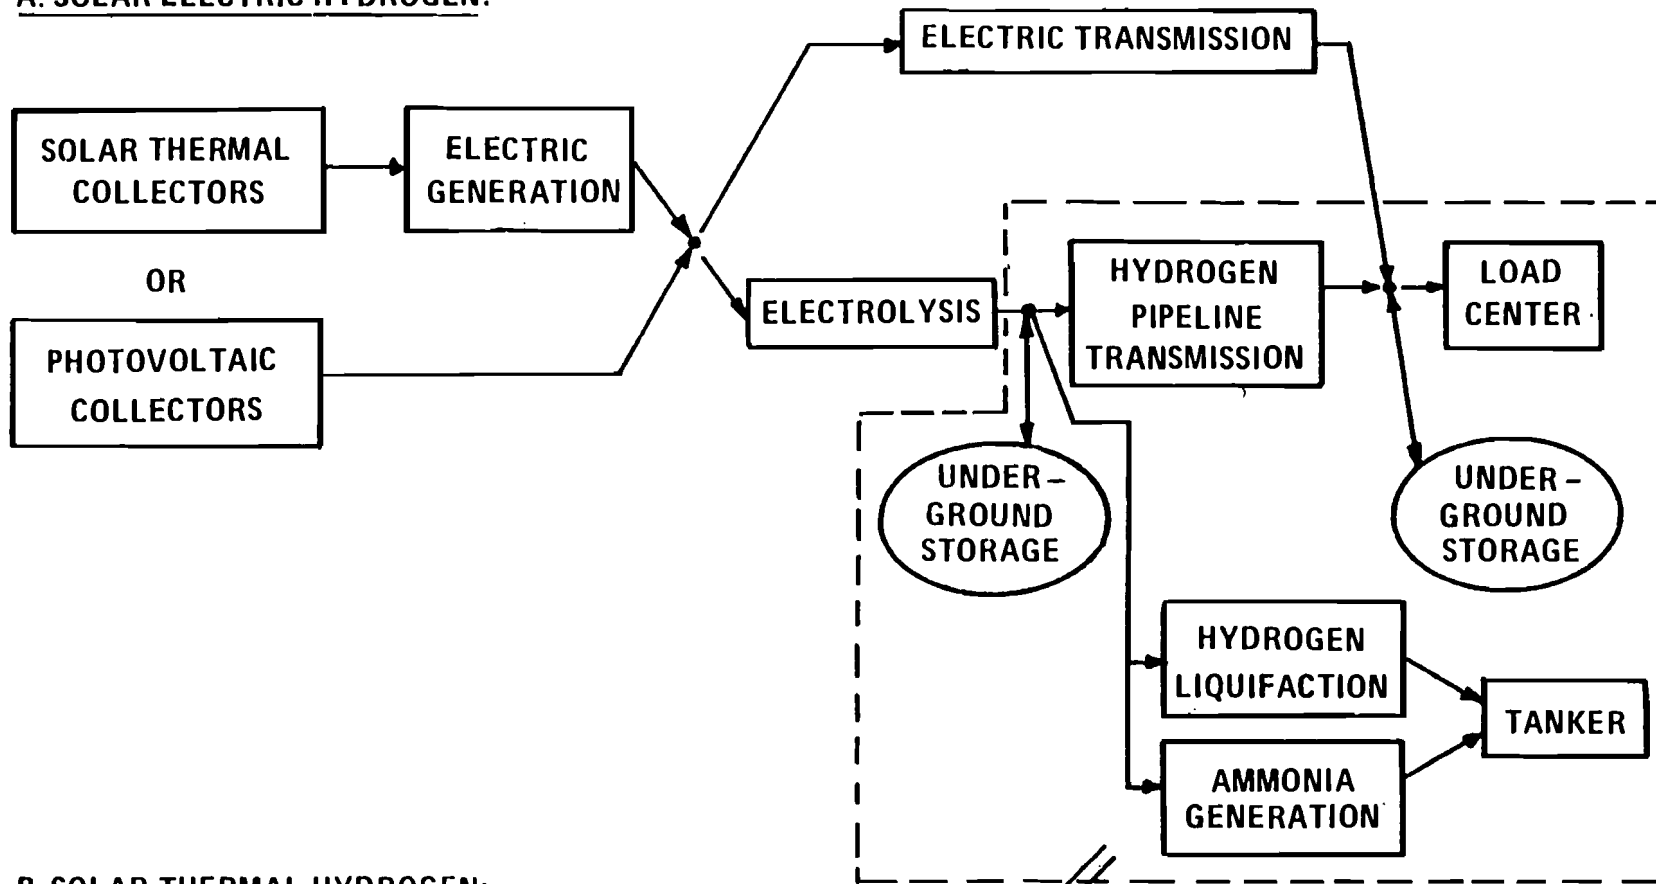 A. SOLAR ELECTRIC HYDROGEN:
ELECTRIC TRANSMISSION
SOLAR THERMAL
COLLECTORS
ELECTRIC
GENERATION
OR
PHOTOVOLTAIC
COLLECTORS
ELECTROLYSIS
HYDROGEN
PIPELINE
TRANSMISSION
LOAD
CENTER
UNDER–
GROUND
STORAGE
UNDER–
GROUND
STORAGE
HYDROGEN
LIQUIFACTION
TANKER
AMMONIA
GENERATION
B. SOLAR THERMAL HYDROGEN: